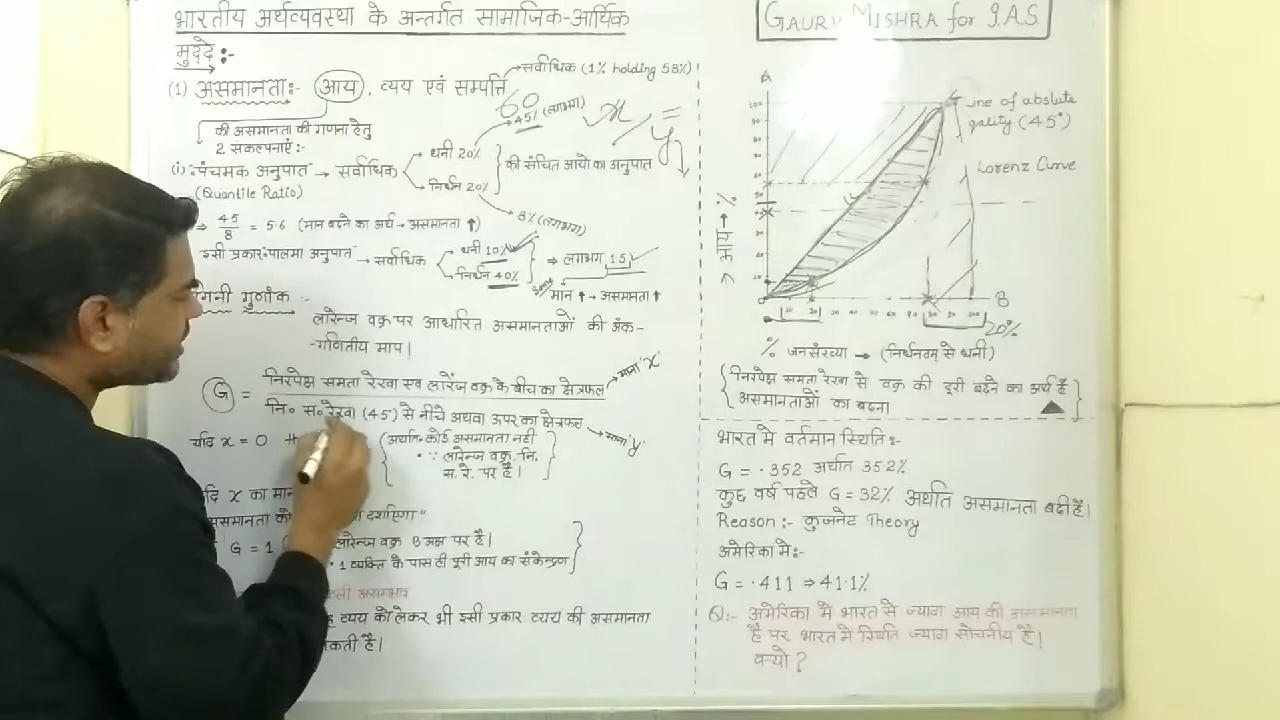 भारतीय अर्थव्यवस्था के अन्तर्गत सामाजिक-आर्थिक
मुद्दे :-
(1) असमानता:- आय, व्यय एवं सम्पत्ति → सर्वाधिक (1% holding 58%)
की असमानता की गणना हेतु
2 संकल्पनाएं :-
(i) "पंचमक अनुपात" → सर्वाधिक
(Quantile Ratio)
धनी 20%
निर्धन 20%
की संचित आयो का अनुपात
60
45% (लगभग)
x / y =
8% (लगभग)
⇒ 45/8 = 5.6 (मान बढ़ने का अर्थ → असमानता ↑)
इसी प्रकार "पालमा अनुपात" → सर्वाधिक
धनी 10%
निर्धन 40%
⇒ लगभग 1.5
मान ↑ → असमानता ↑
गुणांक :-
लॉरेन्ज वक्र पर आधारित असमानताओं की अंक-
-गणितीय माप।
G = निरपेक्ष समता रेखा एवं लॉरेंज वक्र के बीच का क्षेत्रफल → माना 'x'
नि॰ स॰ रेखा (45°) से नीचे अथवा ऊपर का क्षेत्रफल → माना 'y'
यदि x = 0
(अर्थात कोई असमानता नहीं
∵ लॉरेन्ज वक्र नि.
स. रे. पर है।
यदि x का मान
दर्शाएगा"
G = 1
लॉरेन्ज वक्र B अक्ष पर है।
1 व्यक्ति के पास ही पूरी आय का संकेन्द्रण
असम्भव
व्यय को लेकर भी इसी प्रकार व्यय की असमानता
सकती है।
GAURV MISHRA for I.A.S.
line of absolute
equality (45°)
Lorenz Curve
A
100
B
20%
% जनसंख्या → (निर्धनतम् से धनी)
निरपेक्ष समता रेखा से वक्र की दूरी बढ़ने का अर्थ है
असमानताओं का बढ़ना
भारत में वर्तमान स्थिति:-
G = .352 अर्थात 35.2%
कुछ वर्ष पहले G = 32% अर्थात असमानता बढ़ी है।
Reason :- कुजनेट Theory
अमेरिका में:-
G = .411 ⇒ 41.1%
Q:- अमेरिका में भारत से ज्यादा आय की असमानता
है पर भारत में स्थिति ज्यादा सोचनीय है।
क्यों ?